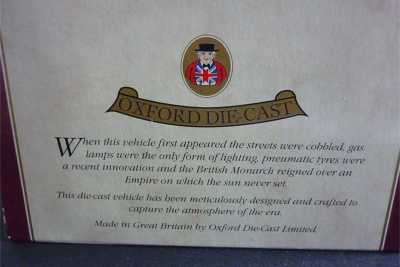 OXFORD DIE-CAST
When this vehicle first appeared the streets were cobbled, gas
lamps were the only form of lighting, pneumatic tyres were
a recent innovation and the British Monarch reigned over an
Empire on which the sun never set.
This die-cast vehicle has been meticulously designed and crafted to
capture the atmosphere of the era.
Made in Great Britain by Oxford Die-Cast Limited.